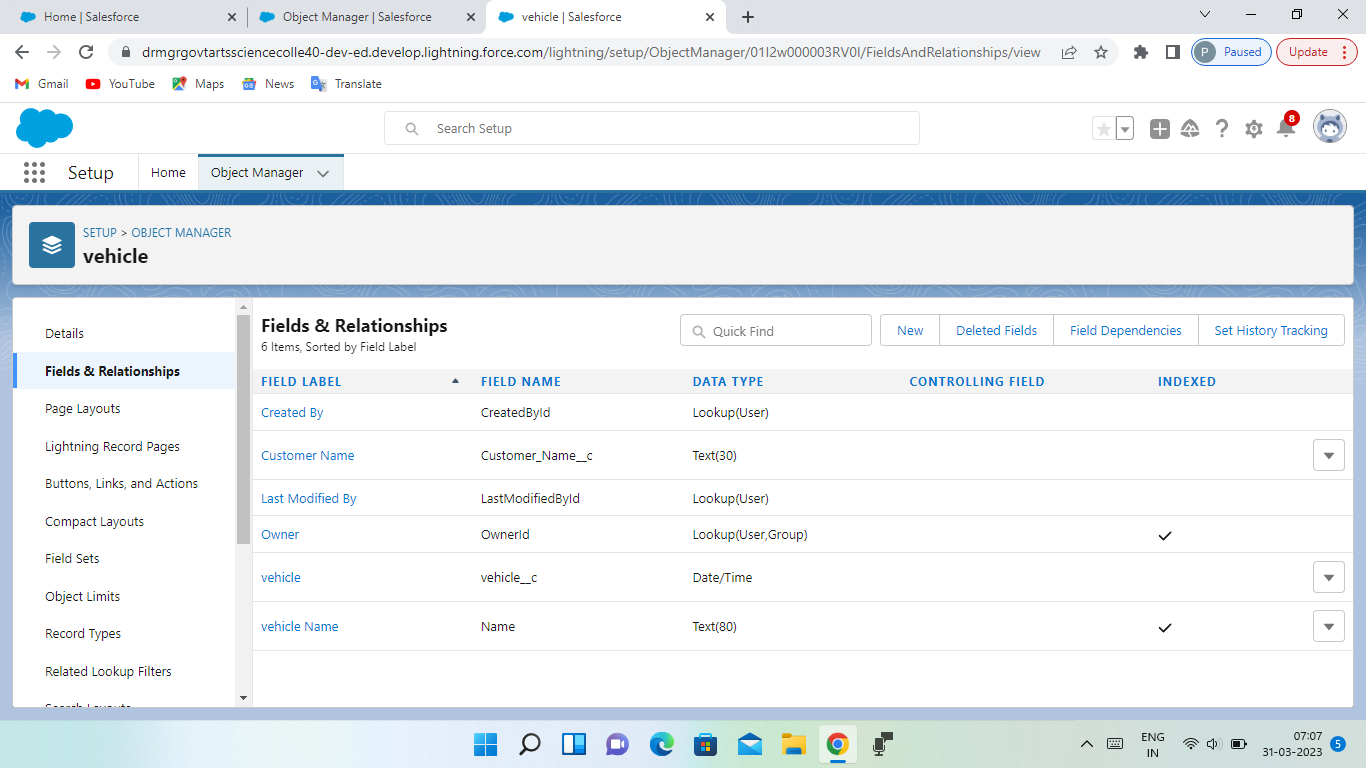 Home | Salesforce
Object Manager | Salesforce
vehicle | Salesforce
drmgrgovtartssciencecolle40-dev-ed.develop.lightning.force.com/lightning/setup/ObjectManager/01I2w000003RV0l/FieldsAndRelationships/view
P Paused
Update
Gmail
YouTube
Maps
News
Translate
Search Setup
8
Setup
Home
Object Manager
SETUP > OBJECT MANAGER
vehicle
Details
Fields & Relationships
Page Layouts
Lightning Record Pages
Buttons, Links, and Actions
Compact Layouts
Field Sets
Object Limits
Record Types
Related Lookup Filters
Search Layouts
Fields & Relationships
6 Items, Sorted by Field Label
Quick Find
New
Deleted Fields
Field Dependencies
Set History Tracking
FIELD LABEL FIELD NAME DATA TYPE CONTROLLING FIELD INDEXED
Created By CreatedById Lookup(User)
Customer Name Customer_Name__c Text(30)
Last Modified By LastModifiedById Lookup(User)
Owner OwnerId Lookup(User,Group)
vehicle vehicle__c Date/Time
vehicle Name Name Text(80)
ENG
IN
07:07
31-03-2023
5